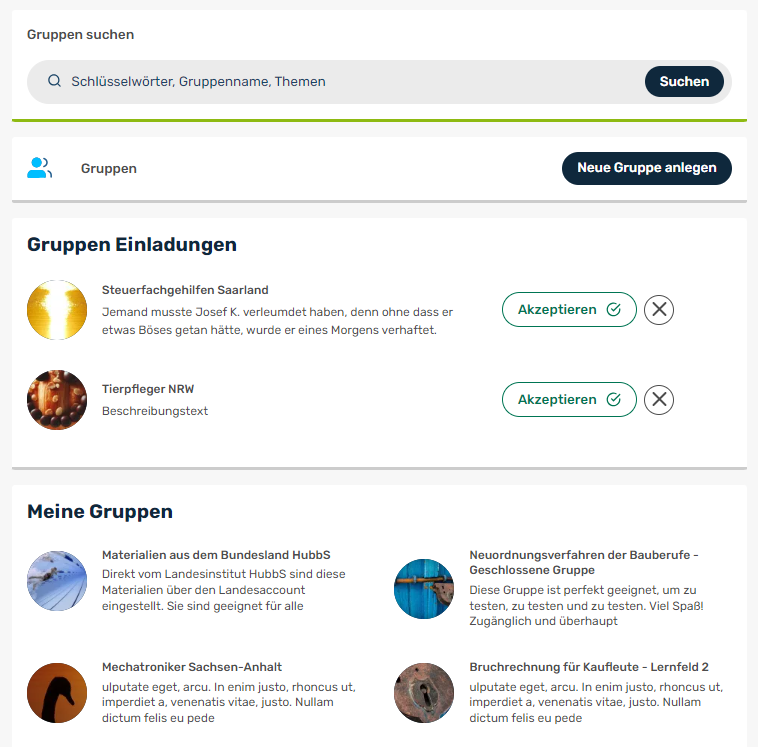 Gruppen suchen
Schlüsselwörter, Gruppenname, Themen
Suchen
Gruppen
Neue Gruppe anlegen
Gruppen Einladungen
Steuerfachgehilfen Saarland
Jemand musste Josef K. verleumdet haben, denn ohne dass er
etwas Böses getan hätte, wurde er eines Morgens verhaftet.
Akzeptieren
Tierpfleger NRW
Beschreibungstext
Akzeptieren
Meine Gruppen
Materialien aus dem Bundesland HubbS
Direkt vom Landesinstitut HubbS sind diese
Materialien über den Landesaccount
eingestellt. Sie sind geeignet für alle
Neuordnungsverfahren der Bauberufe -
Geschlossene Gruppe
Diese Gruppe ist perfekt geeignet, um zu
testen, zu testen und zu testen. Viel Spaß!
Zugänglich und überhaupt
Mechatroniker Sachsen-Anhalt
ulputate eget, arcu. In enim justo, rhoncus ut,
imperdiet a, venenatis vitae, justo. Nullam
dictum felis eu pede
Bruchrechnung für Kaufleute - Lernfeld 2
ulputate eget, arcu. In enim justo, rhoncus ut,
imperdiet a, venenatis vitae, justo. Nullam
dictum felis eu pede